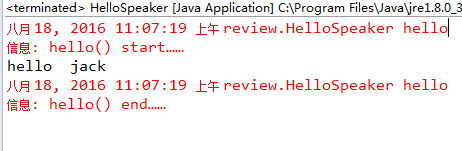 <terminated> HelloSpeaker [Java Application] C:\Program Files\Java\jre1.8.0_3
八月 18, 2016 11:07:19 上午 review.HelloSpeaker hello
信息: hello() start……
hello  jack
八月 18, 2016 11:07:19 上午 review.HelloSpeaker hello
信息: hello() end……